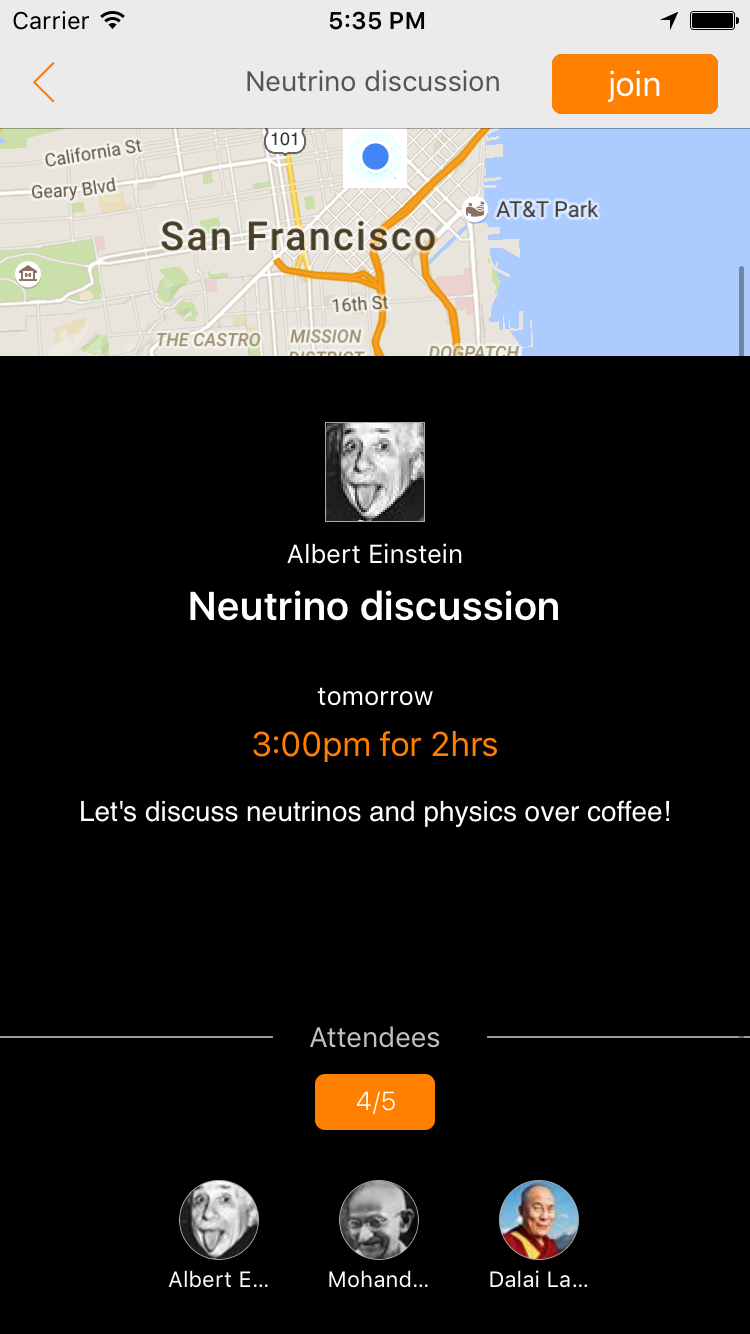 Carrier 5:35 PM
Neutrino discussion join
101
California St
Geary Blvd
AT&T Park
San Francisco
16th St
THE CASTRO
MISSION
DISTRICT
DOGPATCH
Albert Einstein
Neutrino discussion
tomorrow
3:00pm for 2hrs
Let's discuss neutrinos and physics over coffee!
Attendees
4/5
Albert E... Mohand... Dalai La...